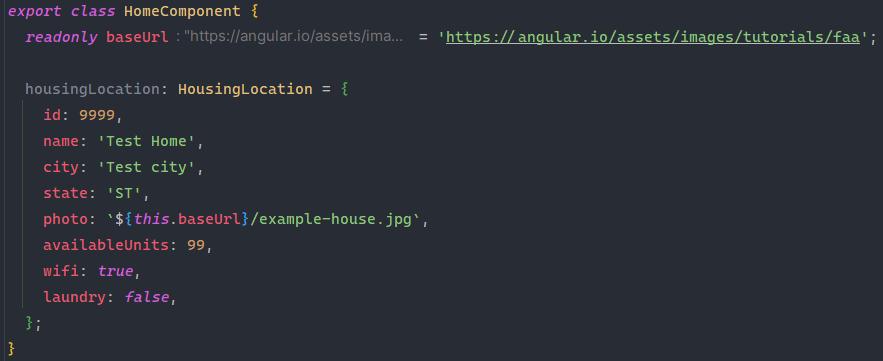 export class HomeComponent {
  readonly baseUrl : "https://angular.io/assets/ima... = 'https://angular.io/assets/images/tutorials/faa';
  housingLocation: HousingLocation = {
    id: 9999,
    name: 'Test Home',
    city: 'Test city',
    state: 'ST',
    photo: `${this.baseUrl}/example-house.jpg`,
    availableUnits: 99,
    wifi: true,
    laundry: false,
  };
}